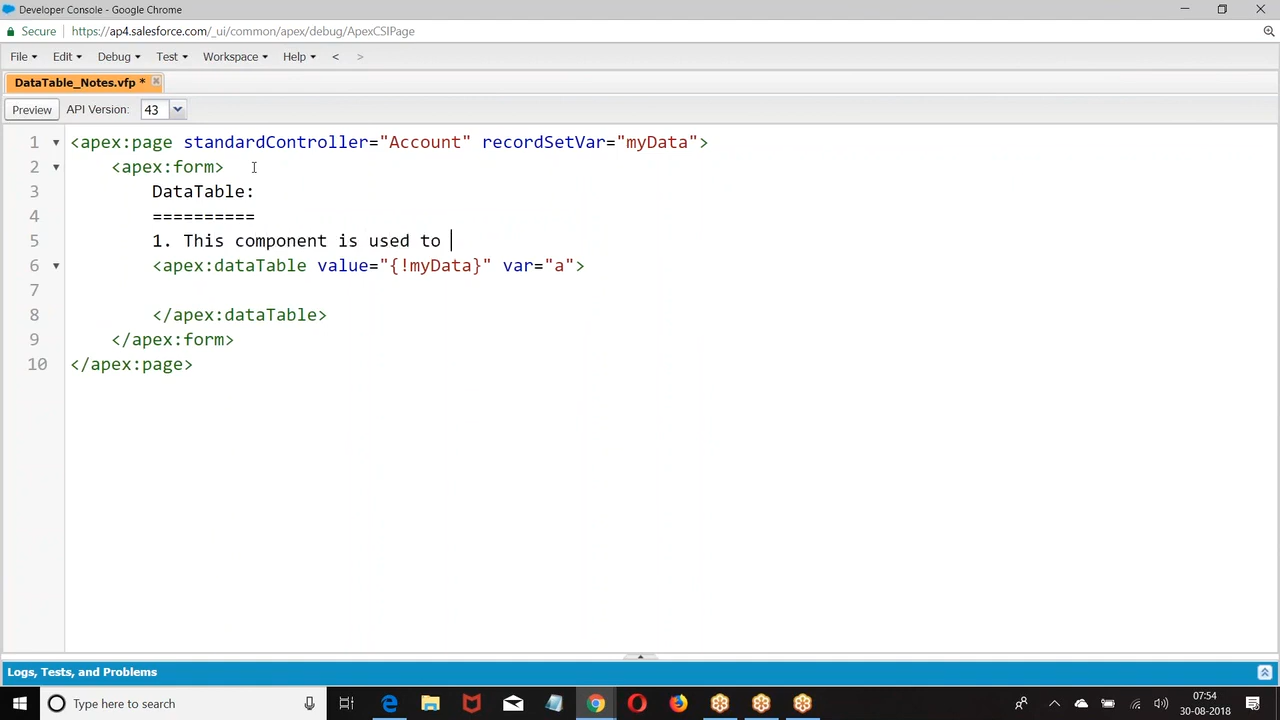 Developer Console - Google Chrome
Secure https://ap4.salesforce.com/_ui/common/apex/debug/ApexCSIPage
File Edit Debug Test Workspace Help < >
DataTable_Notes.vfp *
Preview API Version: 43
1 <apex:page standardController="Account" recordSetVar="myData">
2 <apex:form>
3 DataTable:
4 ==========
5 1. This component is used to
6 <apex:dataTable value="{!myData}" var="a">
7
8 </apex:dataTable>
9 </apex:form>
10 </apex:page>
Logs, Tests, and Problems
Type here to search
07:54
30-08-2018